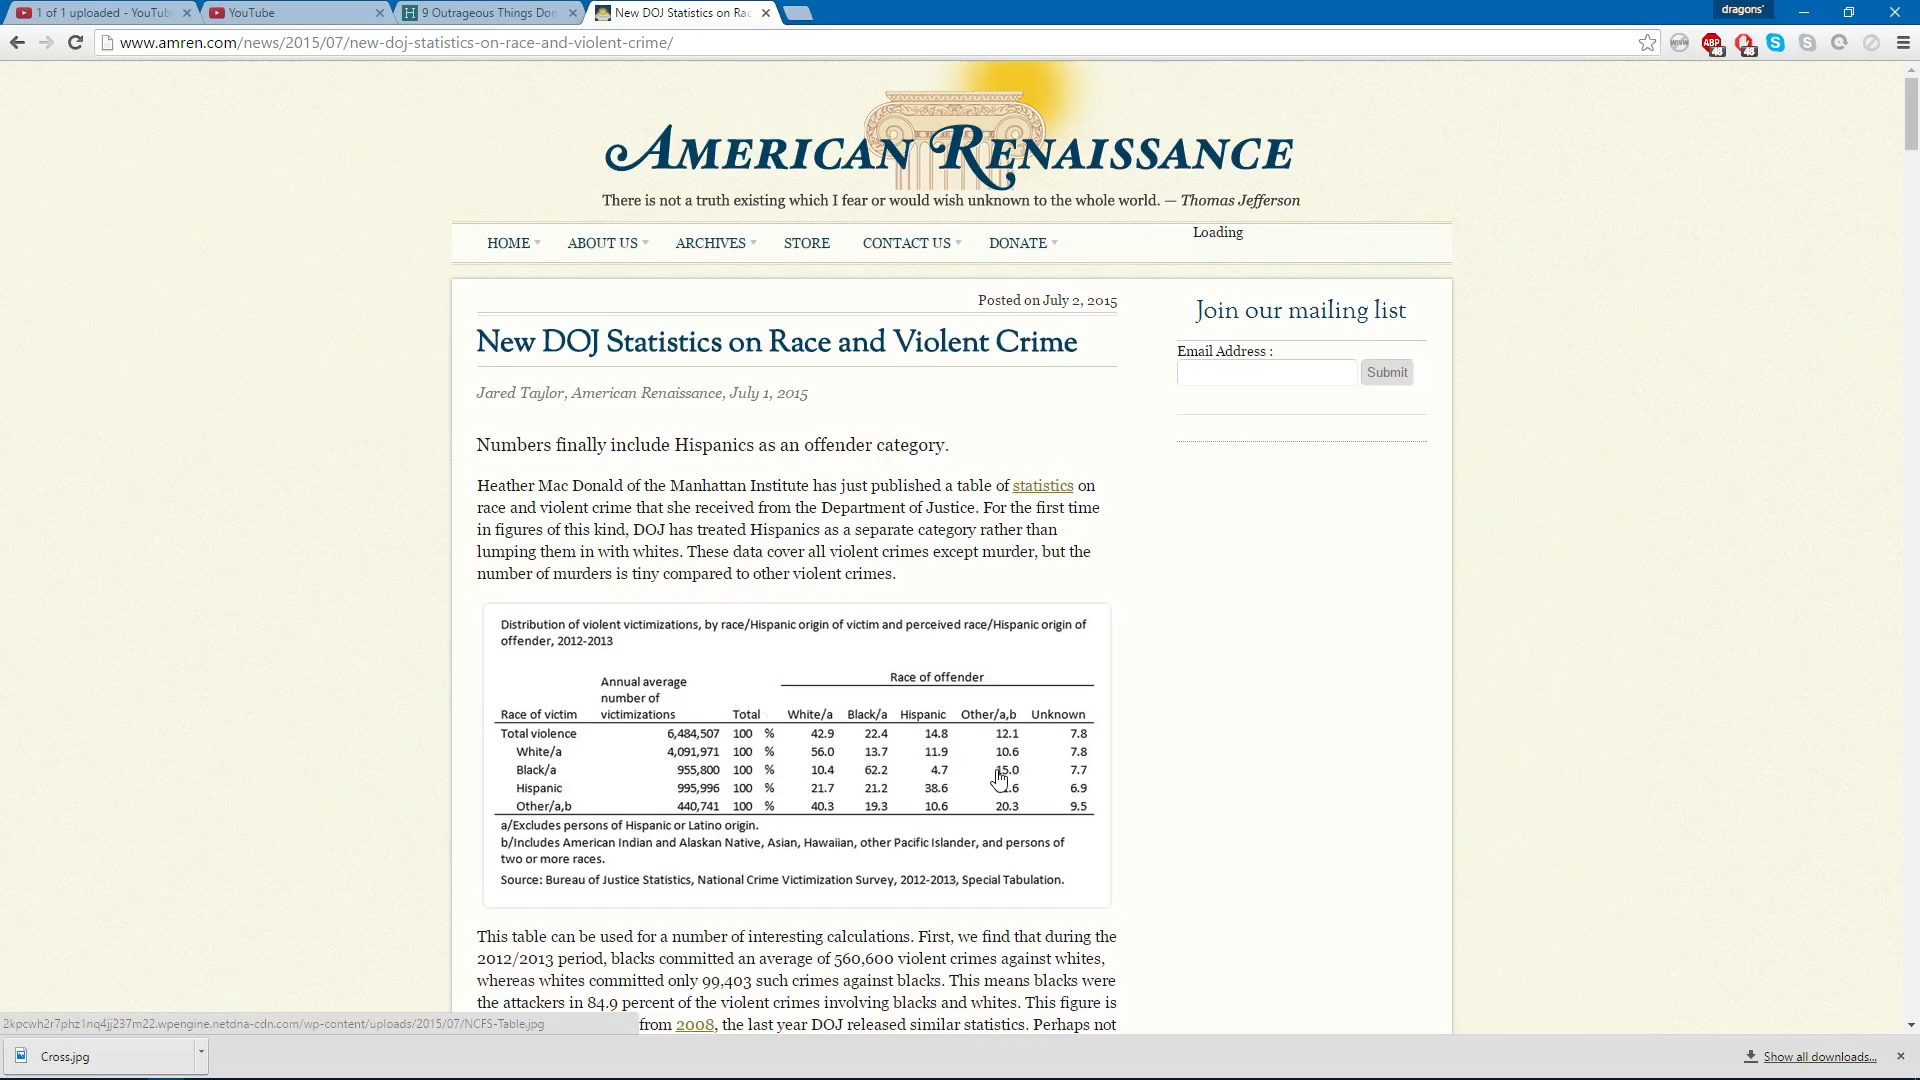 1 of 1 uploaded - YouTub
YouTube
9 Outrageous Things Don
New DOJ Statistics on Rac
dragons'
www.amren.com/news/2015/07/new-doj-statistics-on-race-and-violent-crime/
ABP
48
48
AMERICAN RENAISSANCE
There is not a truth existing which I fear or would wish unknown to the whole world. — Thomas Jefferson
HOME ABOUT US ARCHIVES STORE CONTACT US DONATE
Loading
Posted on July 2, 2015
New DOJ Statistics on Race and Violent Crime
Jared Taylor, American Renaissance, July 1, 2015
Numbers finally include Hispanics as an offender category.
Heather Mac Donald of the Manhattan Institute has just published a table of statistics on
race and violent crime that she received from the Department of Justice. For the first time
in figures of this kind, DOJ has treated Hispanics as a separate category rather than
lumping them in with whites. These data cover all violent crimes except murder, but the
number of murders is tiny compared to other violent crimes.
Distribution of violent victimizations, by race/Hispanic origin of victim and perceived race/Hispanic origin of
offender, 2012-2013
Race of offender
Annual average
number of
Race of victim victimizations Total White/a Black/a Hispanic Other/a,b Unknown
Total violence 6,484,507 100 % 42.9 22.4 14.8 12.1 7.8
White/a 4,091,971 100 % 56.0 13.7 11.9 10.6 7.8
Black/a 955,800 100 % 10.4 62.2 4.7 15.0 7.7
Hispanic 995,996 100 % 21.7 21.2 38.6 .6 6.9
Other/a,b 440,741 100 % 40.3 19.3 10.6 20.3 9.5
a/Excludes persons of Hispanic or Latino origin.
b/Includes American Indian and Alaskan Native, Asian, Hawaiian, other Pacific Islander, and persons of
two or more races.
Source: Bureau of Justice Statistics, National Crime Victimization Survey, 2012-2013, Special Tabulation.
This table can be used for a number of interesting calculations. First, we find that during the
2012/2013 period, blacks committed an average of 560,600 violent crimes against whites,
whereas whites committed only 99,403 such crimes against blacks. This means blacks were
the attackers in 84.9 percent of the violent crimes involving blacks and whites. This figure is
from 2008, the last year DOJ released similar statistics. Perhaps not
Join our mailing list
Email Address :
Submit
2kpcwh2r7phz1nq4jj237m22.wpengine.netdna-cdn.com/wp-content/uploads/2015/07/NCFS-Table.jpg
Cross.jpg
Show all downloads...